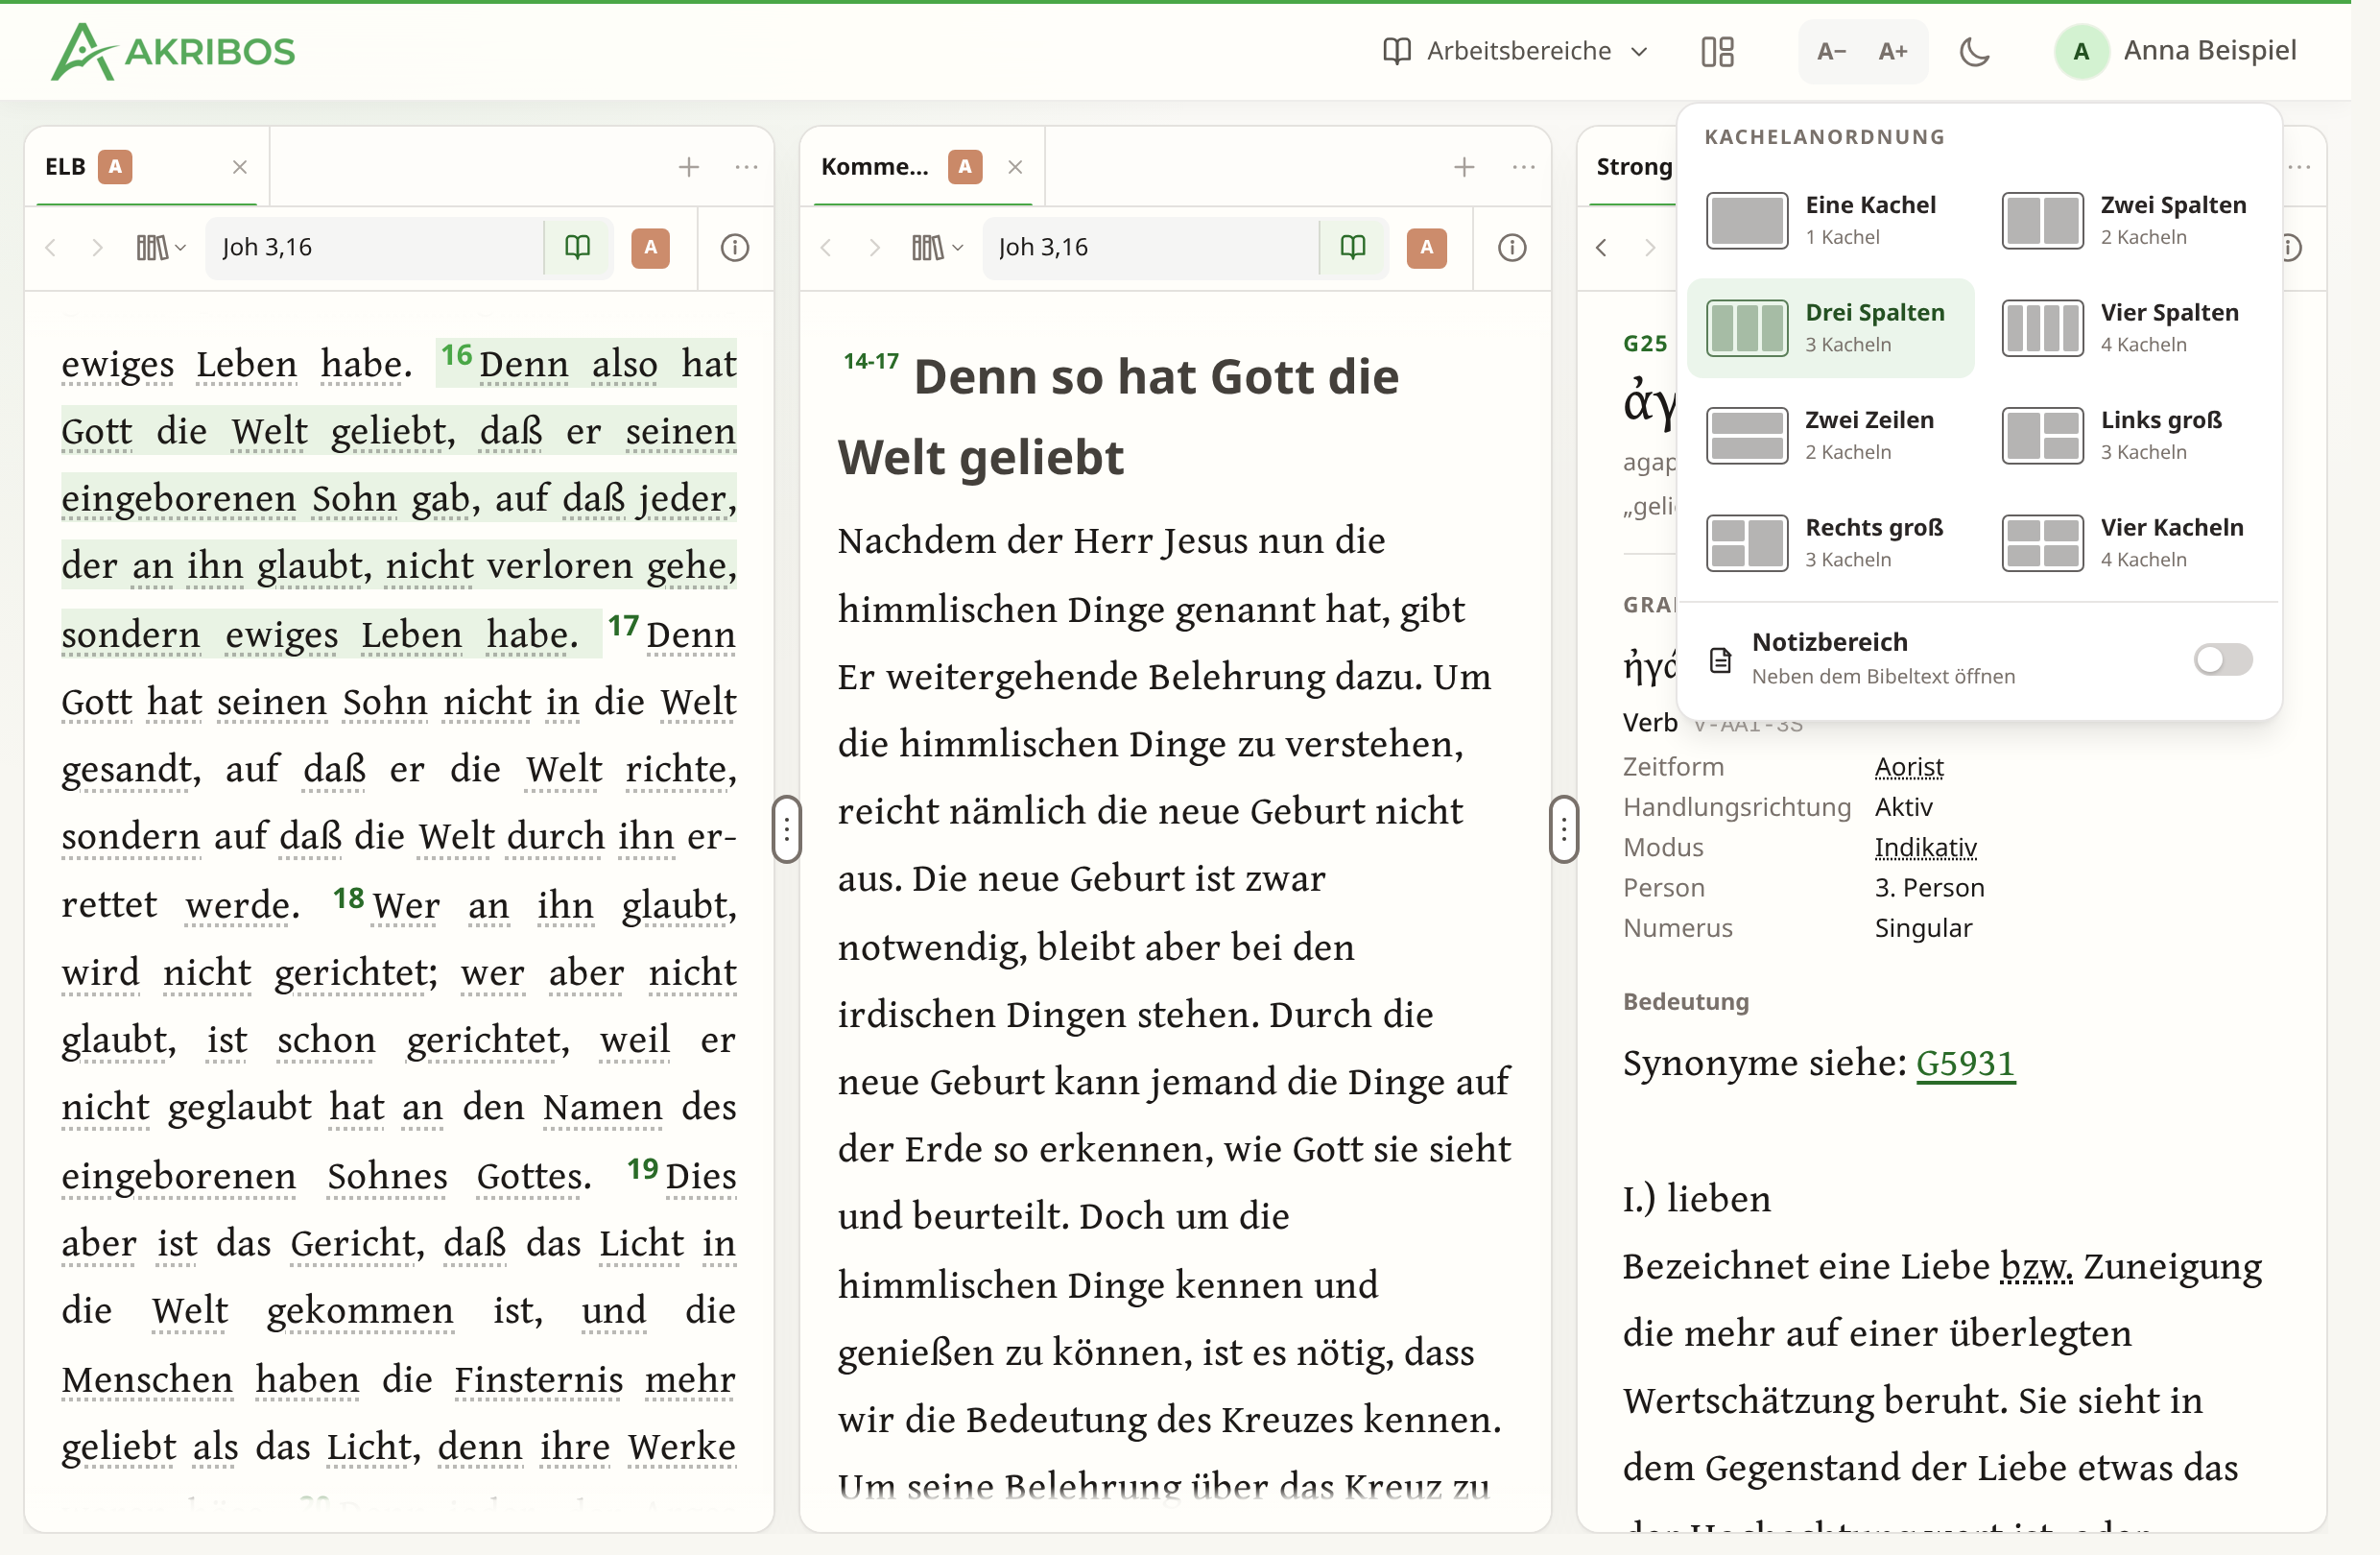 AKRIBOS
Arbeitsbereiche
A− A+
A Anna Beispiel
ELB A
Joh 3,16 A
ewiges Leben habe. 16 Denn also hat
Gott die Welt geliebt, daß er seinen
eingeborenen Sohn gab, auf daß jeder,
der an ihn glaubt, nicht verloren gehe,
sondern ewiges Leben habe. 17 Denn
Gott hat seinen Sohn nicht in die Welt
gesandt, auf daß er die Welt richte,
sondern auf daß die Welt durch ihn er-
rettet werde. 18 Wer an ihn glaubt,
wird nicht gerichtet; wer aber nicht
glaubt, ist schon gerichtet, weil er
nicht geglaubt hat an den Namen des
eingeborenen Sohnes Gottes. 19 Dies
aber ist das Gericht, daß das Licht in
die Welt gekommen ist, und die
Menschen haben die Finsternis mehr
geliebt als das Licht, denn ihre Werke
Komme... A
Joh 3,16 A
14-17 Denn so hat Gott die
Welt geliebt
Nachdem der Herr Jesus nun die
himmlischen Dinge genannt hat, gibt
Er weitergehende Belehrung dazu. Um
die himmlischen Dinge zu verstehen,
reicht nämlich die neue Geburt nicht
aus. Die neue Geburt ist zwar
notwendig, bleibt aber bei den
irdischen Dingen stehen. Durch die
neue Geburt kann jemand die Dinge auf
der Erde so erkennen, wie Gott sie sieht
und beurteilt. Doch um die
himmlischen Dinge kennen und
genießen zu können, ist es nötig, dass
wir die Bedeutung des Kreuzes kennen.
Um seine Belehrung über das Kreuz zu
Strong
G25
Verb V-AAI-3S
Zeitform Aorist
Handlungsrichtung Aktiv
Modus Indikativ
Person 3. Person
Numerus Singular
Bedeutung
Synonyme siehe: G5931
I.) lieben
Bezeichnet eine Liebe bzw. Zuneigung
die mehr auf einer überlegten
Wertschätzung beruht. Sie sieht in
dem Gegenstand der Liebe etwas das
KACHELANORDNUNG
Eine Kachel
1 Kachel
Zwei Spalten
2 Kacheln
Drei Spalten
3 Kacheln
Vier Spalten
4 Kacheln
Zwei Zeilen
2 Kacheln
Links groß
3 Kacheln
Rechts groß
3 Kacheln
Vier Kacheln
4 Kacheln
Notizbereich
Neben dem Bibeltext öffnen